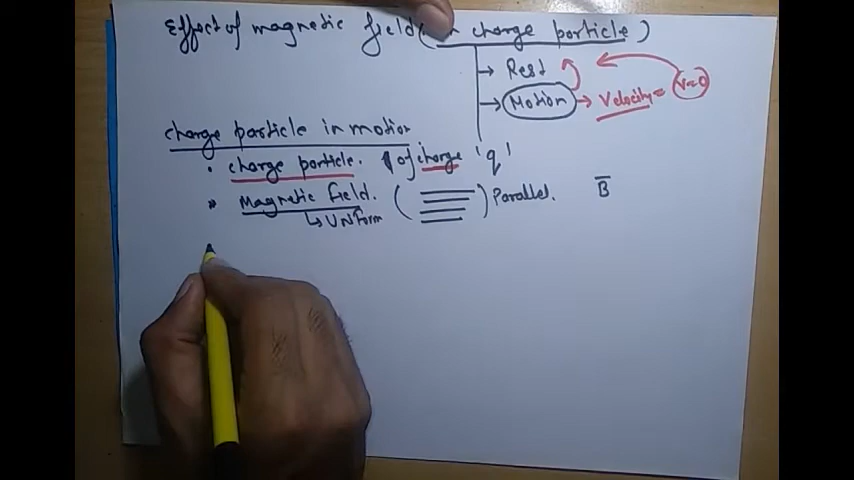 Effect of magnetic field ( charge particle )
→ Rest
→ Motion → Velocity = v=0
charge particle in motion
• charge particle. of charge 'q'
• Magnetic field. ( ) Parallel. B̅
↳ UNform